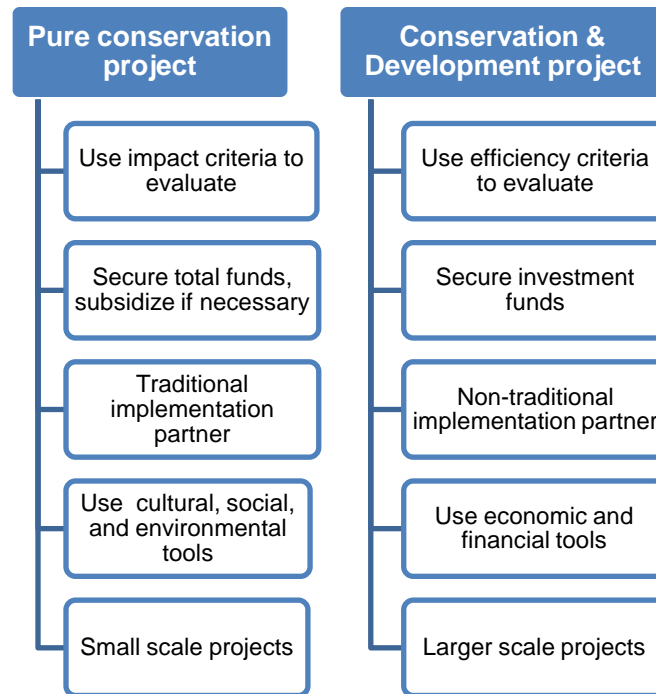 Pure conservation
project
Use impact criteria to
evaluate
Secure total funds,
subsidize if necessary
Traditional
implementation
partner
Use cultural, social,
and environmental
tools
Small scale projects
Conservation &
Development project
Use efficiency criteria
to evaluate
Secure investment
funds
Non-traditional
implementation partner
Use economic and
financial tools
Larger scale projects